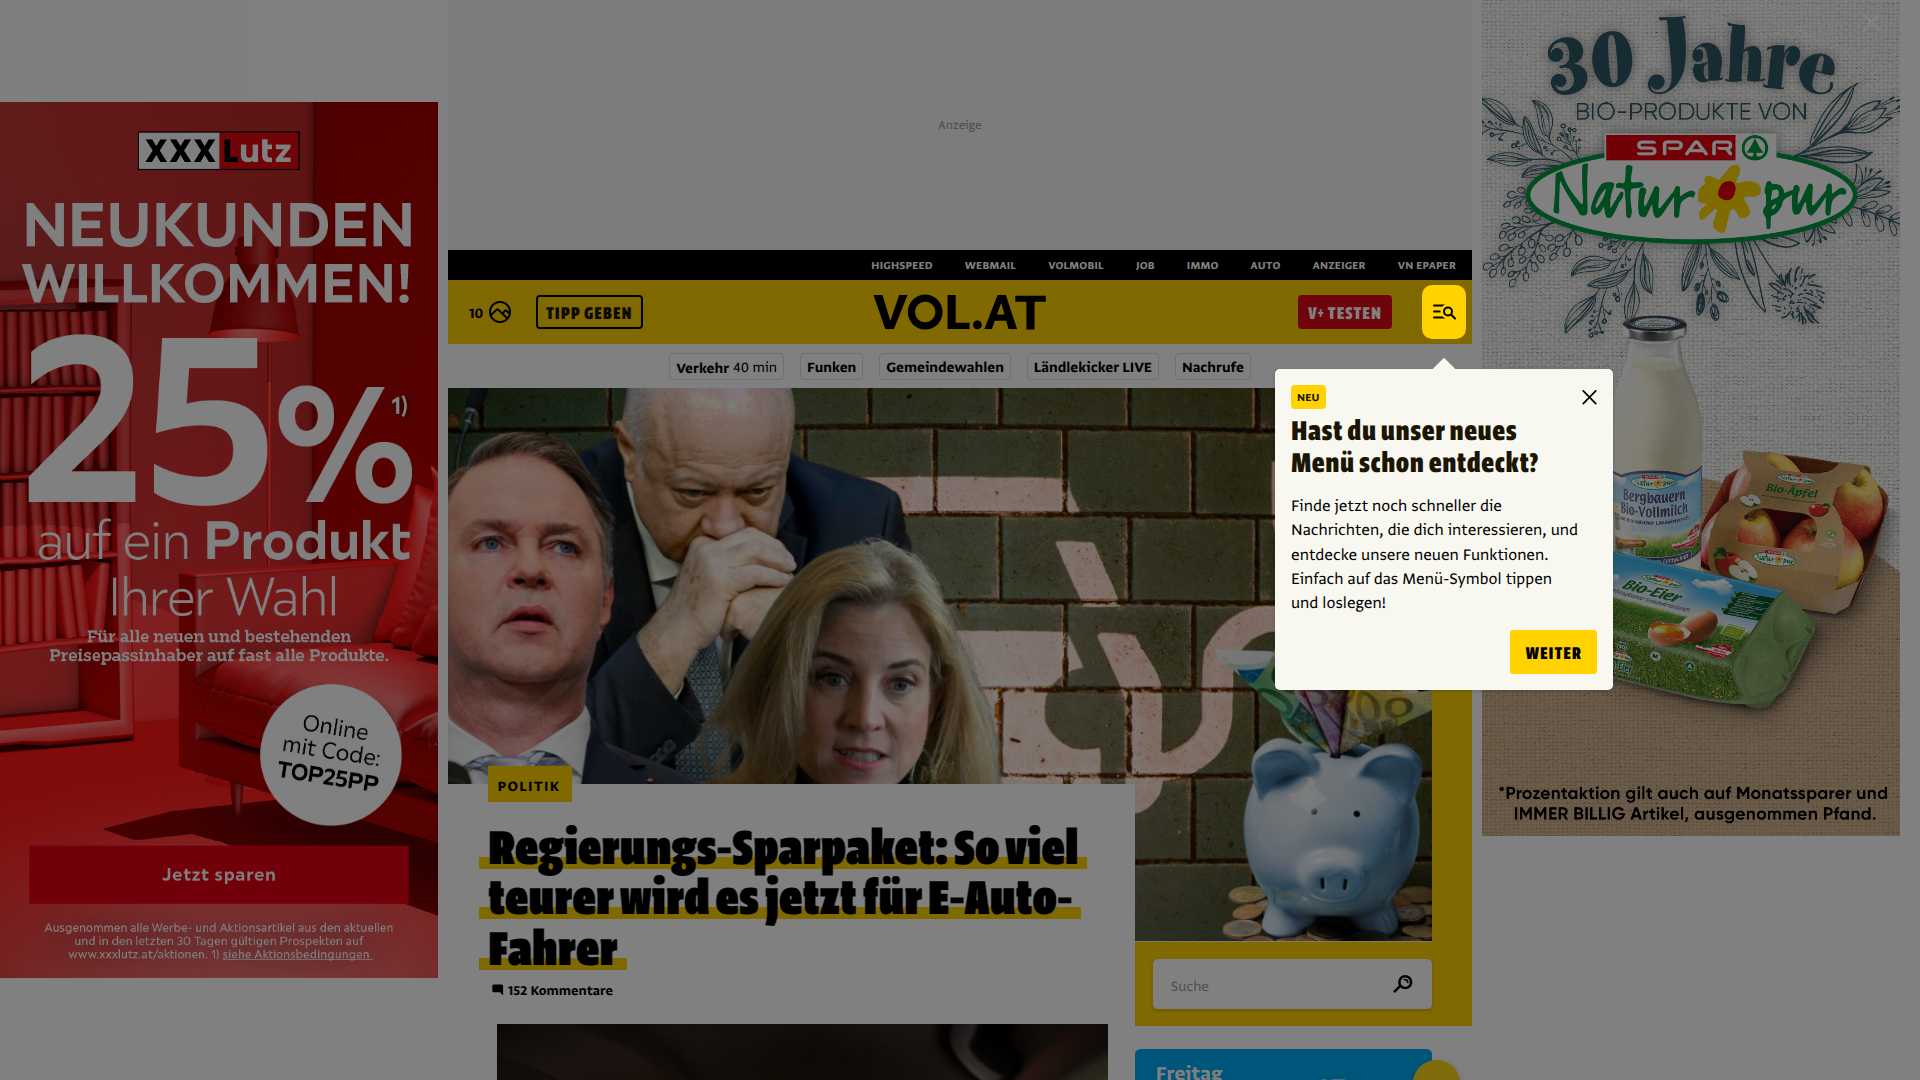 Anzeige
XXXLutz
NEUKUNDEN
WILLKOMMEN!
25% 1)
auf ein Produkt
Ihrer Wahl
Für alle neuen und bestehenden
Preisepassinhaber auf fast alle Produkte.
Online
mit Code:
TOP25PP
Jetzt sparen
Ausgenommen alle Werbe- und Aktionsartikel aus den aktuellen
und in den letzten 30 Tagen gültigen Prospekten auf
www.xxxlutz.at/aktionen. 1) siehe Aktionsbedingungen
HIGHSPEED WEBMAIL VOLMOBIL JOB IMMO AUTO ANZEIGER VN EPAPER
10 TIPP GEBEN VOL.AT V+ TESTEN
Verkehr 40 min Funken Gemeindewahlen Ländlekicker LIVE Nachrufe
NEU
Hast du unser neues
Menü schon entdeckt?
Finde jetzt noch schneller die
Nachrichten, die dich interessieren, und
entdecke unsere neuen Funktionen.
Einfach auf das Menü-Symbol tippen
und loslegen!
WEITER
POLITIK
Regierungs-Sparpaket: So viel
teurer wird es jetzt für E-Auto-
Fahrer
152 Kommentare
Suche
Freitag
30 Jahre
BIO-PRODUKTE VON
SPAR
Natur pur
Bergbauern
Bio-Vollmilch
Bio-Äpfel
Bio-Eier
*Prozentaktion gilt auch auf Monatssparer und
IMMER BILLIG Artikel, ausgenommen Pfand.